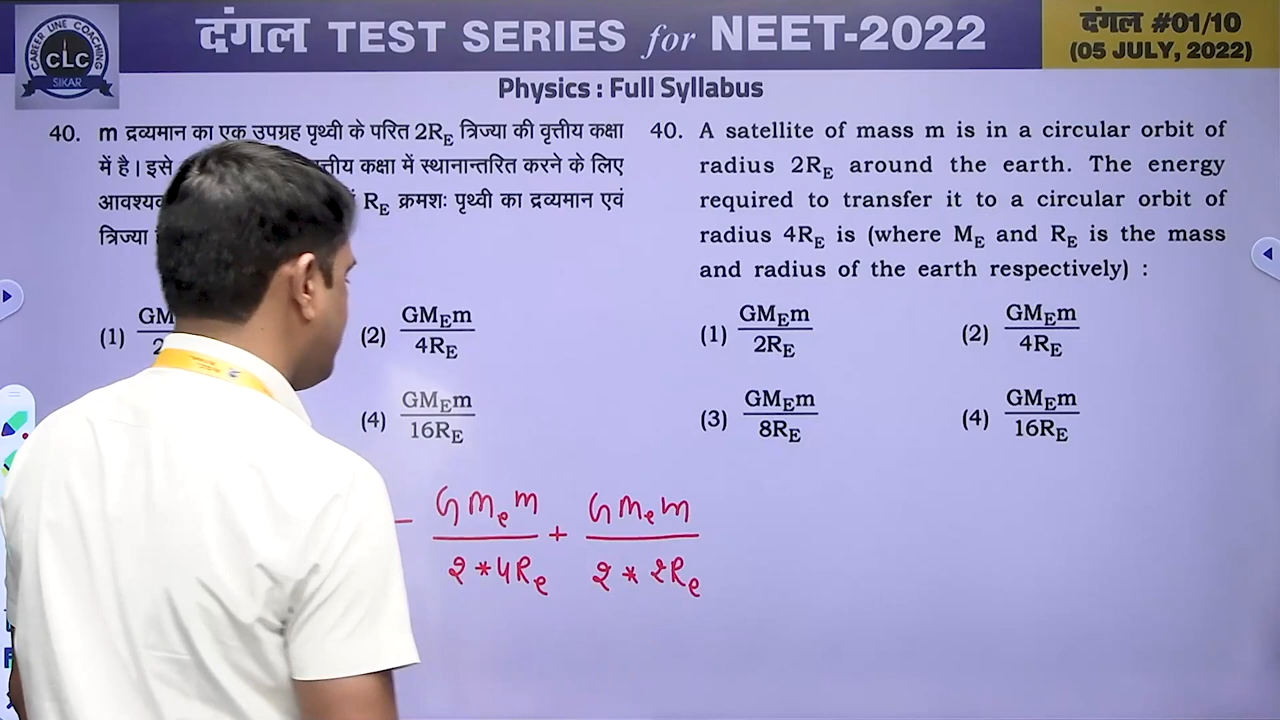 CAREER LINE COACHING
CLC
SIKAR
दंगल TEST SERIES for NEET-2022
दंगल #01/10
(05 JULY, 2022)
Physics : Full Syllabus
40. m द्रव्यमान का एक उपग्रह पृथ्वी के परित 2R_E त्रिज्या की वृत्तीय कक्षा
में है। इसे
कक्षा में स्थानान्तरित करने के लिए
R_E क्रमशः पृथ्वी का द्रव्यमान एवं
त्रिज्या
(1) GM
(2) GM_Em / 4R_E
(4) GM_Em / 16R_E
40. A satellite of mass m is in a circular orbit of
radius 2R_E around the earth. The energy
required to transfer it to a circular orbit of
radius 4R_E is (where M_E and R_E is the mass
and radius of the earth respectively) :
(1) GM_Em / 2R_E
(2) GM_Em / 4R_E
(3) GM_Em / 8R_E
(4) GM_Em / 16R_E
- GM_em / 2*4R_e + GM_em / 2*2R_e